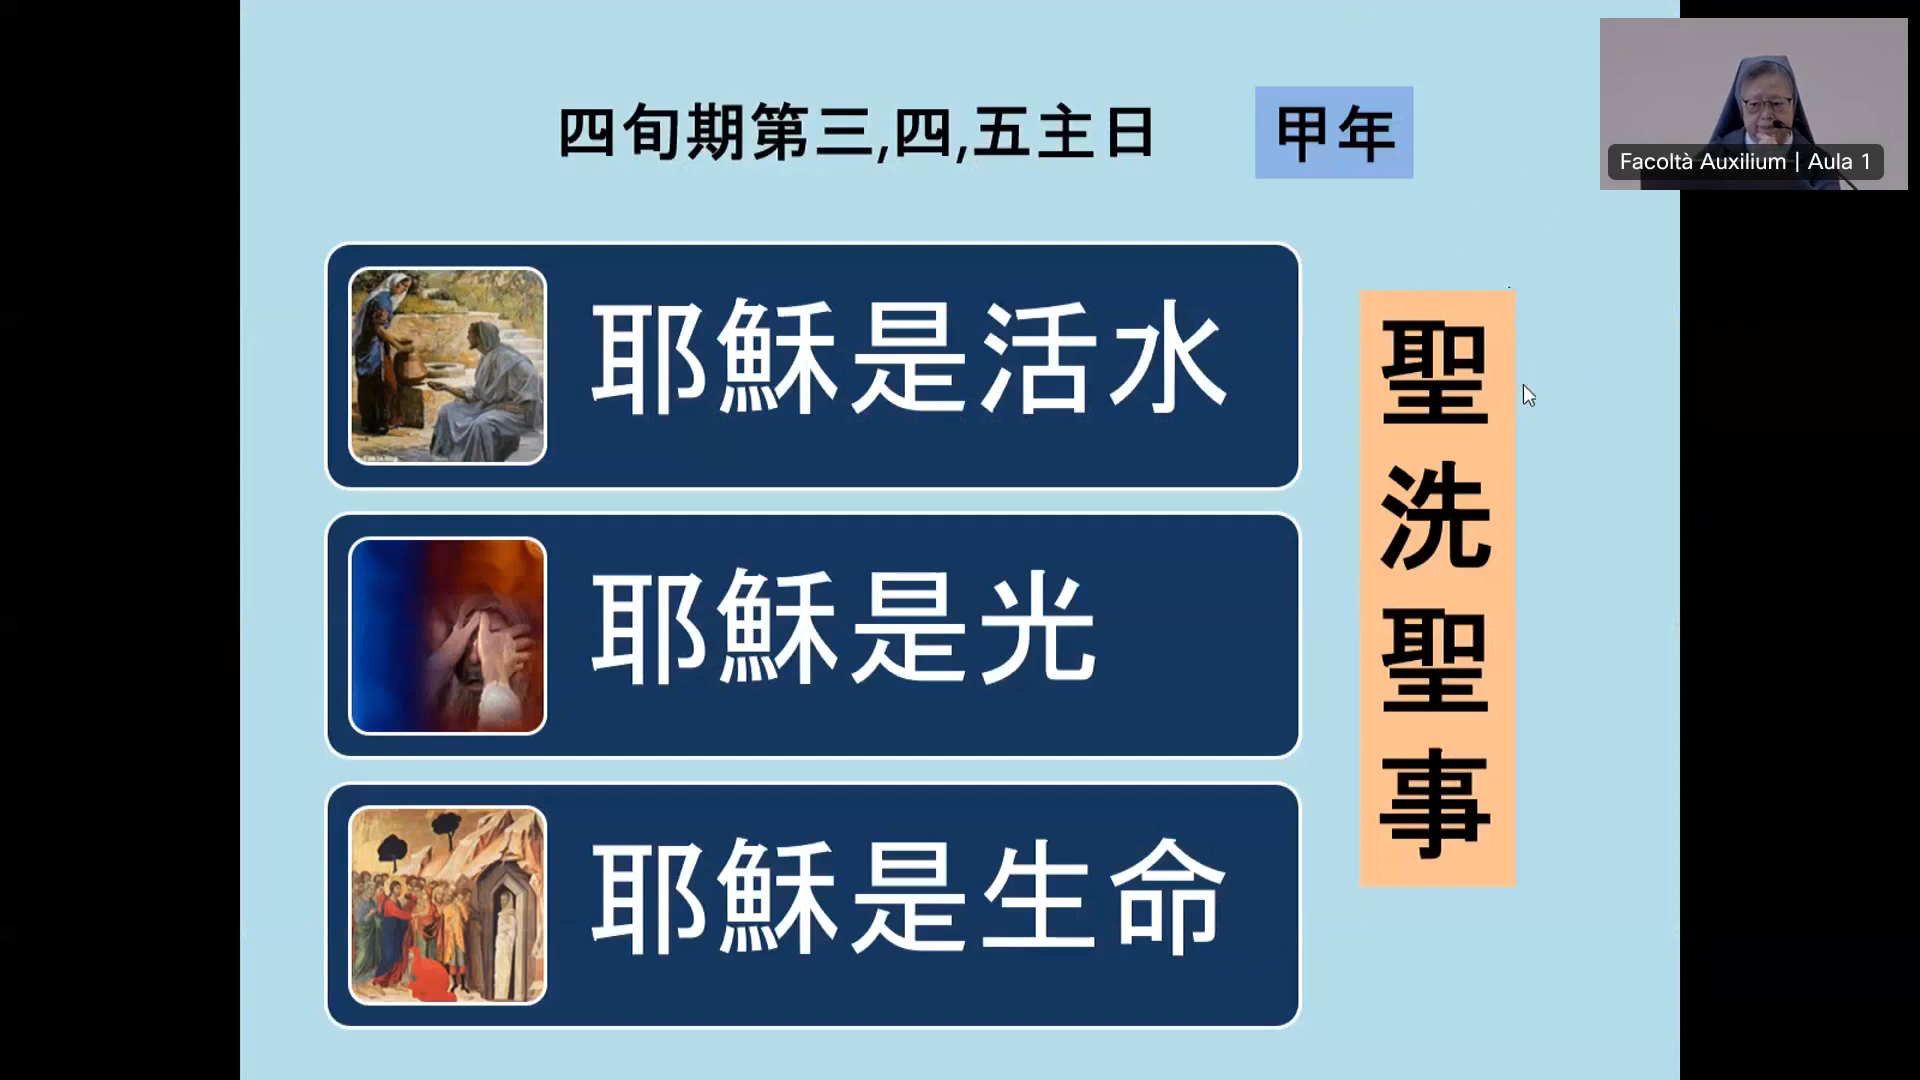 四旬期第三,四,五主日
甲年
Facoltà Auxilium | Aula 1
耶穌是活水
耶穌是光
耶穌是生命
聖洗聖事